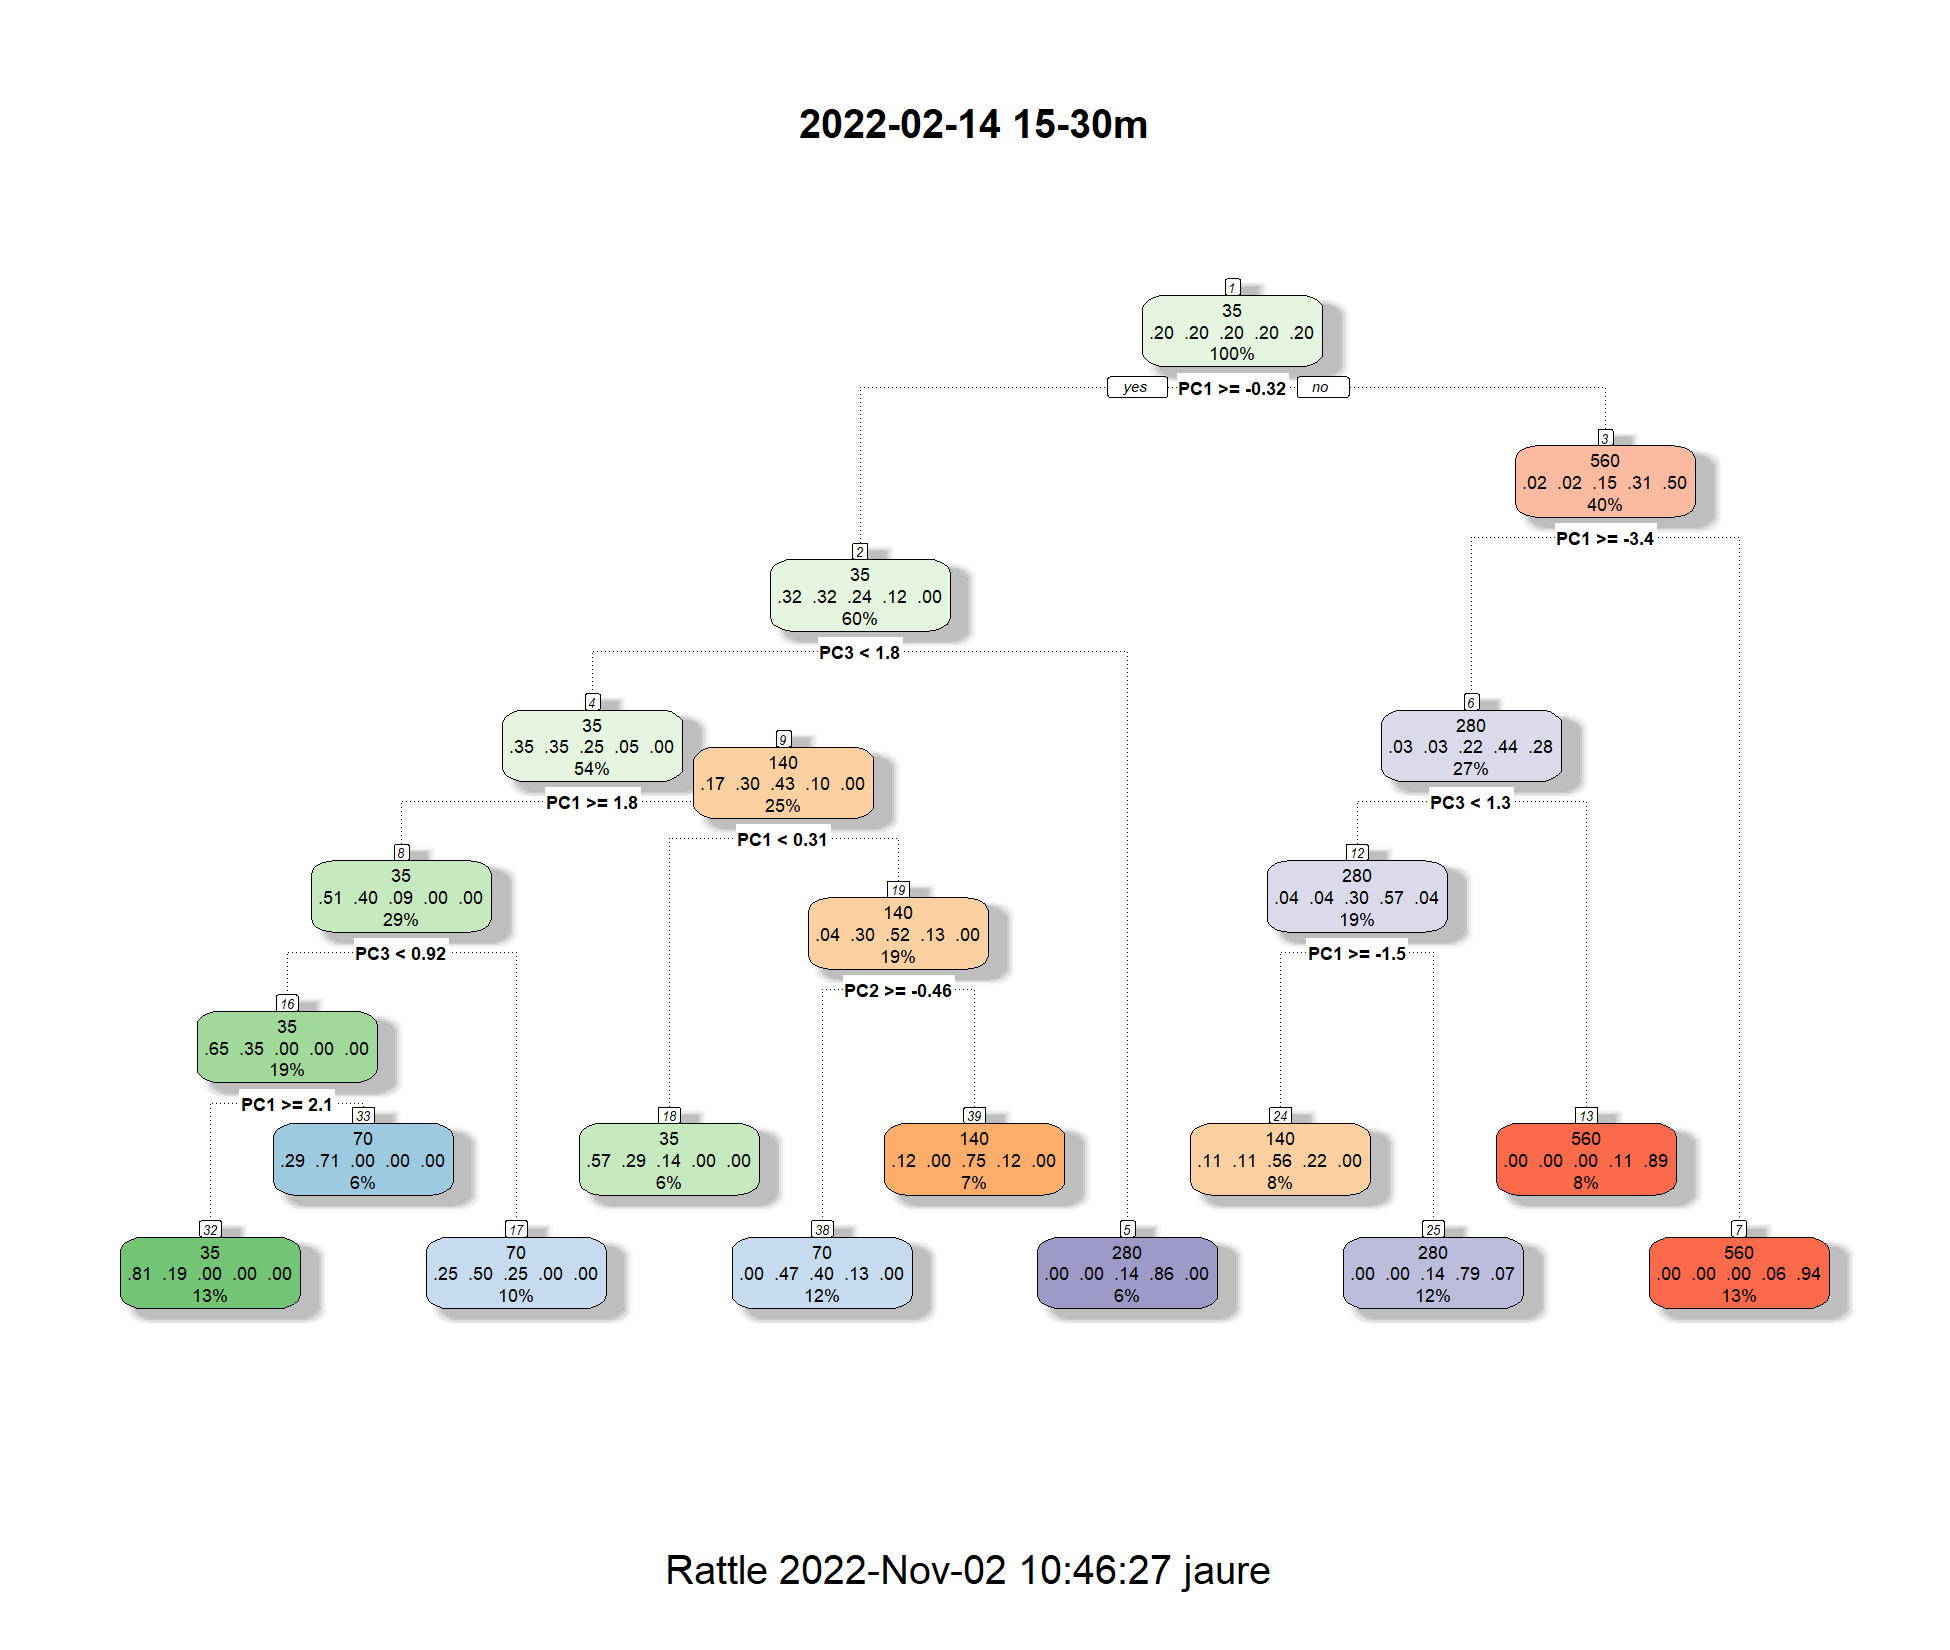 2022-02-14 15-30m
1
35
.20 .20 .20 .20 .20
100%
yes PC1 >= -0.32 no
3
560
.02 .02 .15 .31 .50
40%
PC1 >= -3.4
2
35
.32 .32 .24 .12 .00
60%
PC3 < 1.8
4
35
.35 .35 .25 .05 .00
54%
PC1 >= 1.8
9
140
.17 .30 .43 .10 .00
25%
PC1 < 0.31
6
280
.03 .03 .22 .44 .28
27%
PC3 < 1.3
8
35
.51 .40 .09 .00 .00
29%
PC3 < 0.92
19
140
.04 .30 .52 .13 .00
19%
PC2 >= -0.46
12
280
.04 .04 .30 .57 .04
19%
PC1 >= -1.5
16
35
.65 .35 .00 .00 .00
19%
PC1 >= 2.1
33
70
.29 .71 .00 .00 .00
6%
18
35
.57 .29 .14 .00 .00
6%
39
140
.12 .00 .75 .12 .00
7%
24
140
.11 .11 .56 .22 .00
8%
13
560
.00 .00 .00 .11 .89
8%
32
35
.81 .19 .00 .00 .00
13%
17
70
.25 .50 .25 .00 .00
10%
38
70
.00 .47 .40 .13 .00
12%
5
280
.00 .00 .14 .86 .00
6%
25
280
.00 .00 .14 .79 .07
12%
7
560
.00 .00 .00 .06 .94
13%
Rattle 2022-Nov-02 10:46:27 jaure